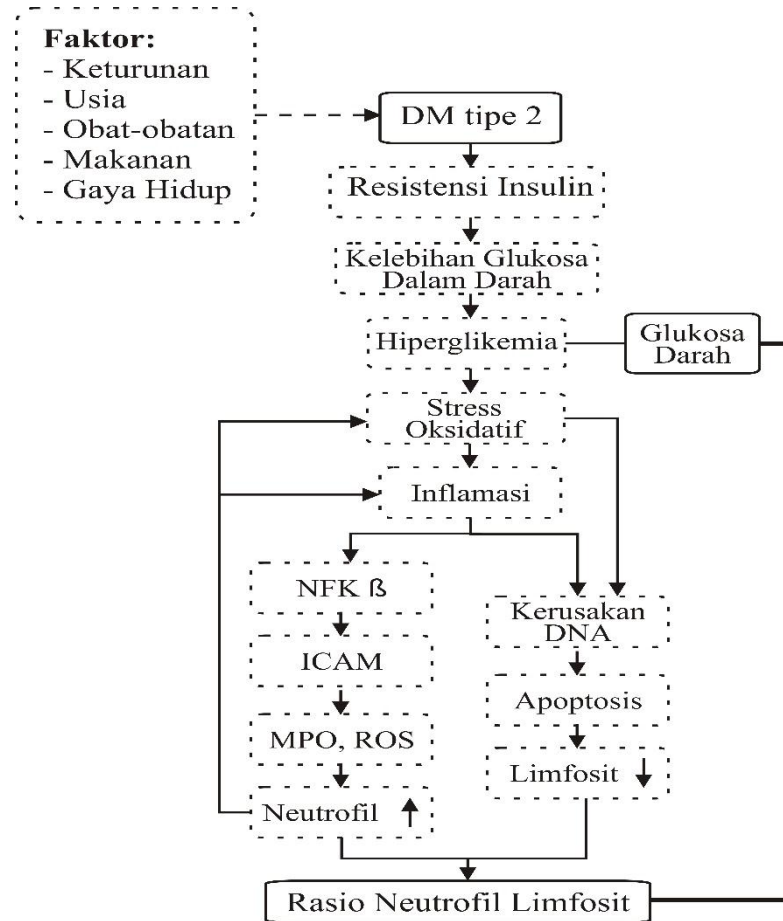 Faktor:
- Keturunan
- Usia
- Obat-obatan
- Makanan
- Gaya Hidup
DM tipe 2
Resistensi Insulin
Kelebihan Glukosa
Dalam Darah
Hiperglikemia
Glukosa
Darah
Stress
Oksidatif
Inflamasi
NFK ß
ICAM
MPO, ROS
Neutrofil ↑
Kerusakan
DNA
Apoptosis
Limfosit ↓
Rasio Neutrofil Limfosit